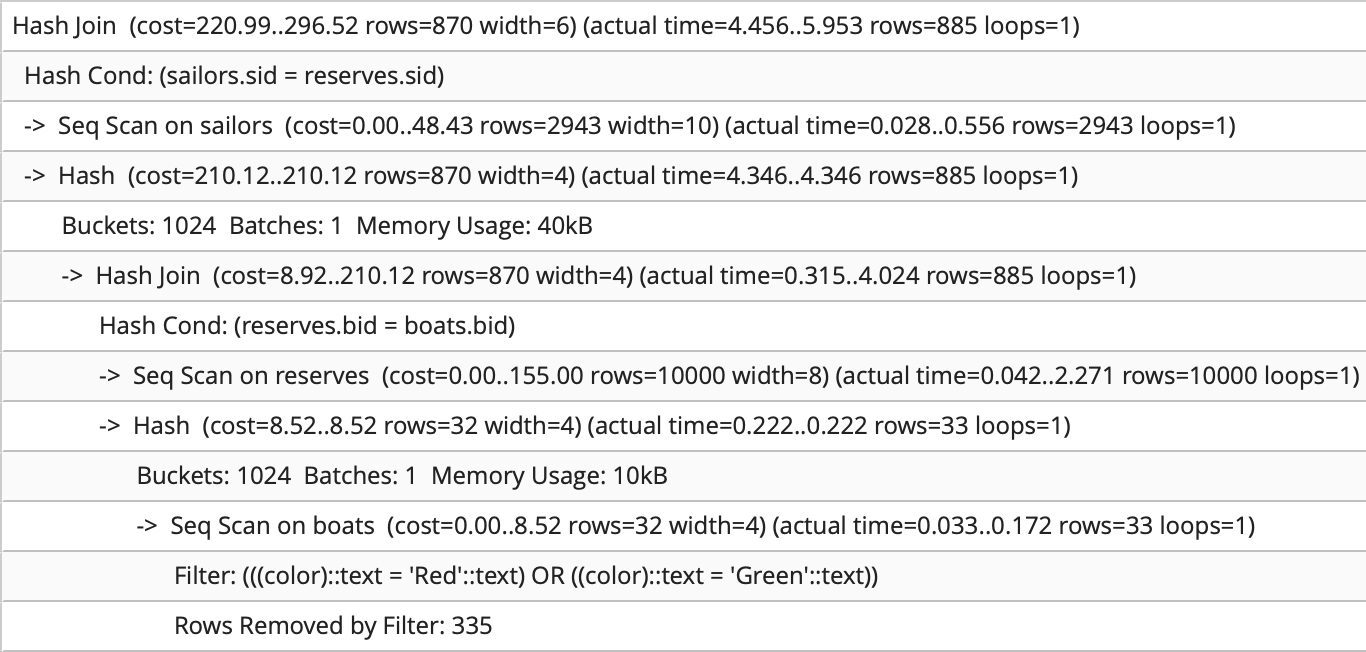 Hash Join  (cost=220.99..296.52 rows=870 width=6) (actual time=4.456..5.953 rows=885 loops=1)
Hash Cond: (sailors.sid = reserves.sid)
->  Seq Scan on sailors  (cost=0.00..48.43 rows=2943 width=10) (actual time=0.028..0.556 rows=2943 loops=1)
->  Hash  (cost=210.12..210.12 rows=870 width=4) (actual time=4.346..4.346 rows=885 loops=1)
Buckets: 1024  Batches: 1  Memory Usage: 40kB
->  Hash Join  (cost=8.92..210.12 rows=870 width=4) (actual time=0.315..4.024 rows=885 loops=1)
Hash Cond: (reserves.bid = boats.bid)
->  Seq Scan on reserves  (cost=0.00..155.00 rows=10000 width=8) (actual time=0.042..2.271 rows=10000 loops=1)
->  Hash  (cost=8.52..8.52 rows=32 width=4) (actual time=0.222..0.222 rows=33 loops=1)
Buckets: 1024  Batches: 1  Memory Usage: 10kB
->  Seq Scan on boats  (cost=0.00..8.52 rows=32 width=4) (actual time=0.033..0.172 rows=33 loops=1)
Filter: (((color)::text = 'Red'::text) OR ((color)::text = 'Green'::text))
Rows Removed by Filter: 335